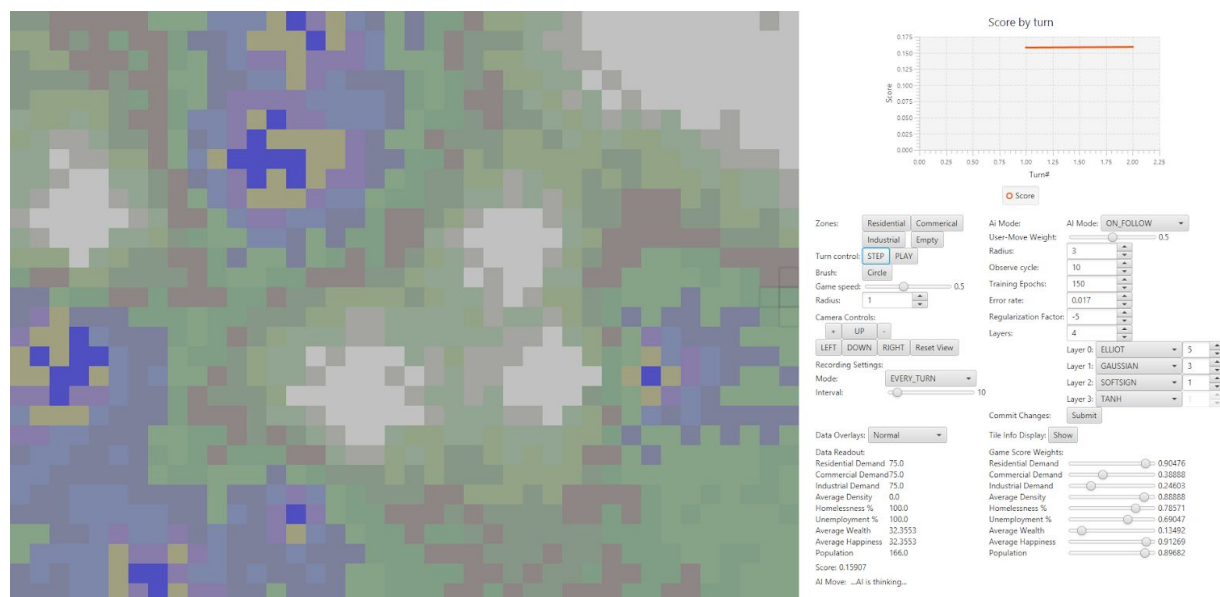 Score by turn
0.175
0.150
0.125
0.100
0.075
0.050
0.025
0.000
Score
0.00 0.25 0.50 0.75 1.00 1.25 1.50 1.75 2.00 2.25
Turn#
Score
Zones: Residential Commerical
Industrial Empty
Turn control: STEP PLAY
Brush: Circle
Game speed: 0.5
Radius: 1
Camera Controls:
+ UP -
LEFT DOWN RIGHT Reset View
Recording Settings:
Mode: EVERY_TURN
Interval: 10
Ai Mode: AI Mode: ON_FOLLOW
User-Move Weight: 0.5
Radius: 3
Observe cycle: 10
Training Epochs: 150
Error rate: 0.017
Regularization Factor: -5
Layers: 4
Layer 0: ELLIOT 5
Layer 1: GAUSSIAN 3
Layer 2: SOFTSIGN 1
Layer 3: TANH
Commit Changes: Submit
Data Overlays: Normal
Tile Info Display: Show
Data Readout:
Residential Demand 75.0
Commercial Demand 75.0
Industrial Demand 75.0
Average Density 0.0
Homelessness % 100.0
Unemployment % 100.0
Average Wealth 32.3553
Average Happiness 32.3553
Population 166.0
Score: 0.15907
AI Move: ...AI is thinking...
Game Score Weights:
Residential Demand 0.90476
Commercial Demand 0.38888
Industrial Demand 0.24603
Average Density 0.88888
Homelessness % 0.78571
Unemployment % 0.69047
Average Wealth 0.13492
Average Happiness 0.91269
Population 0.89682